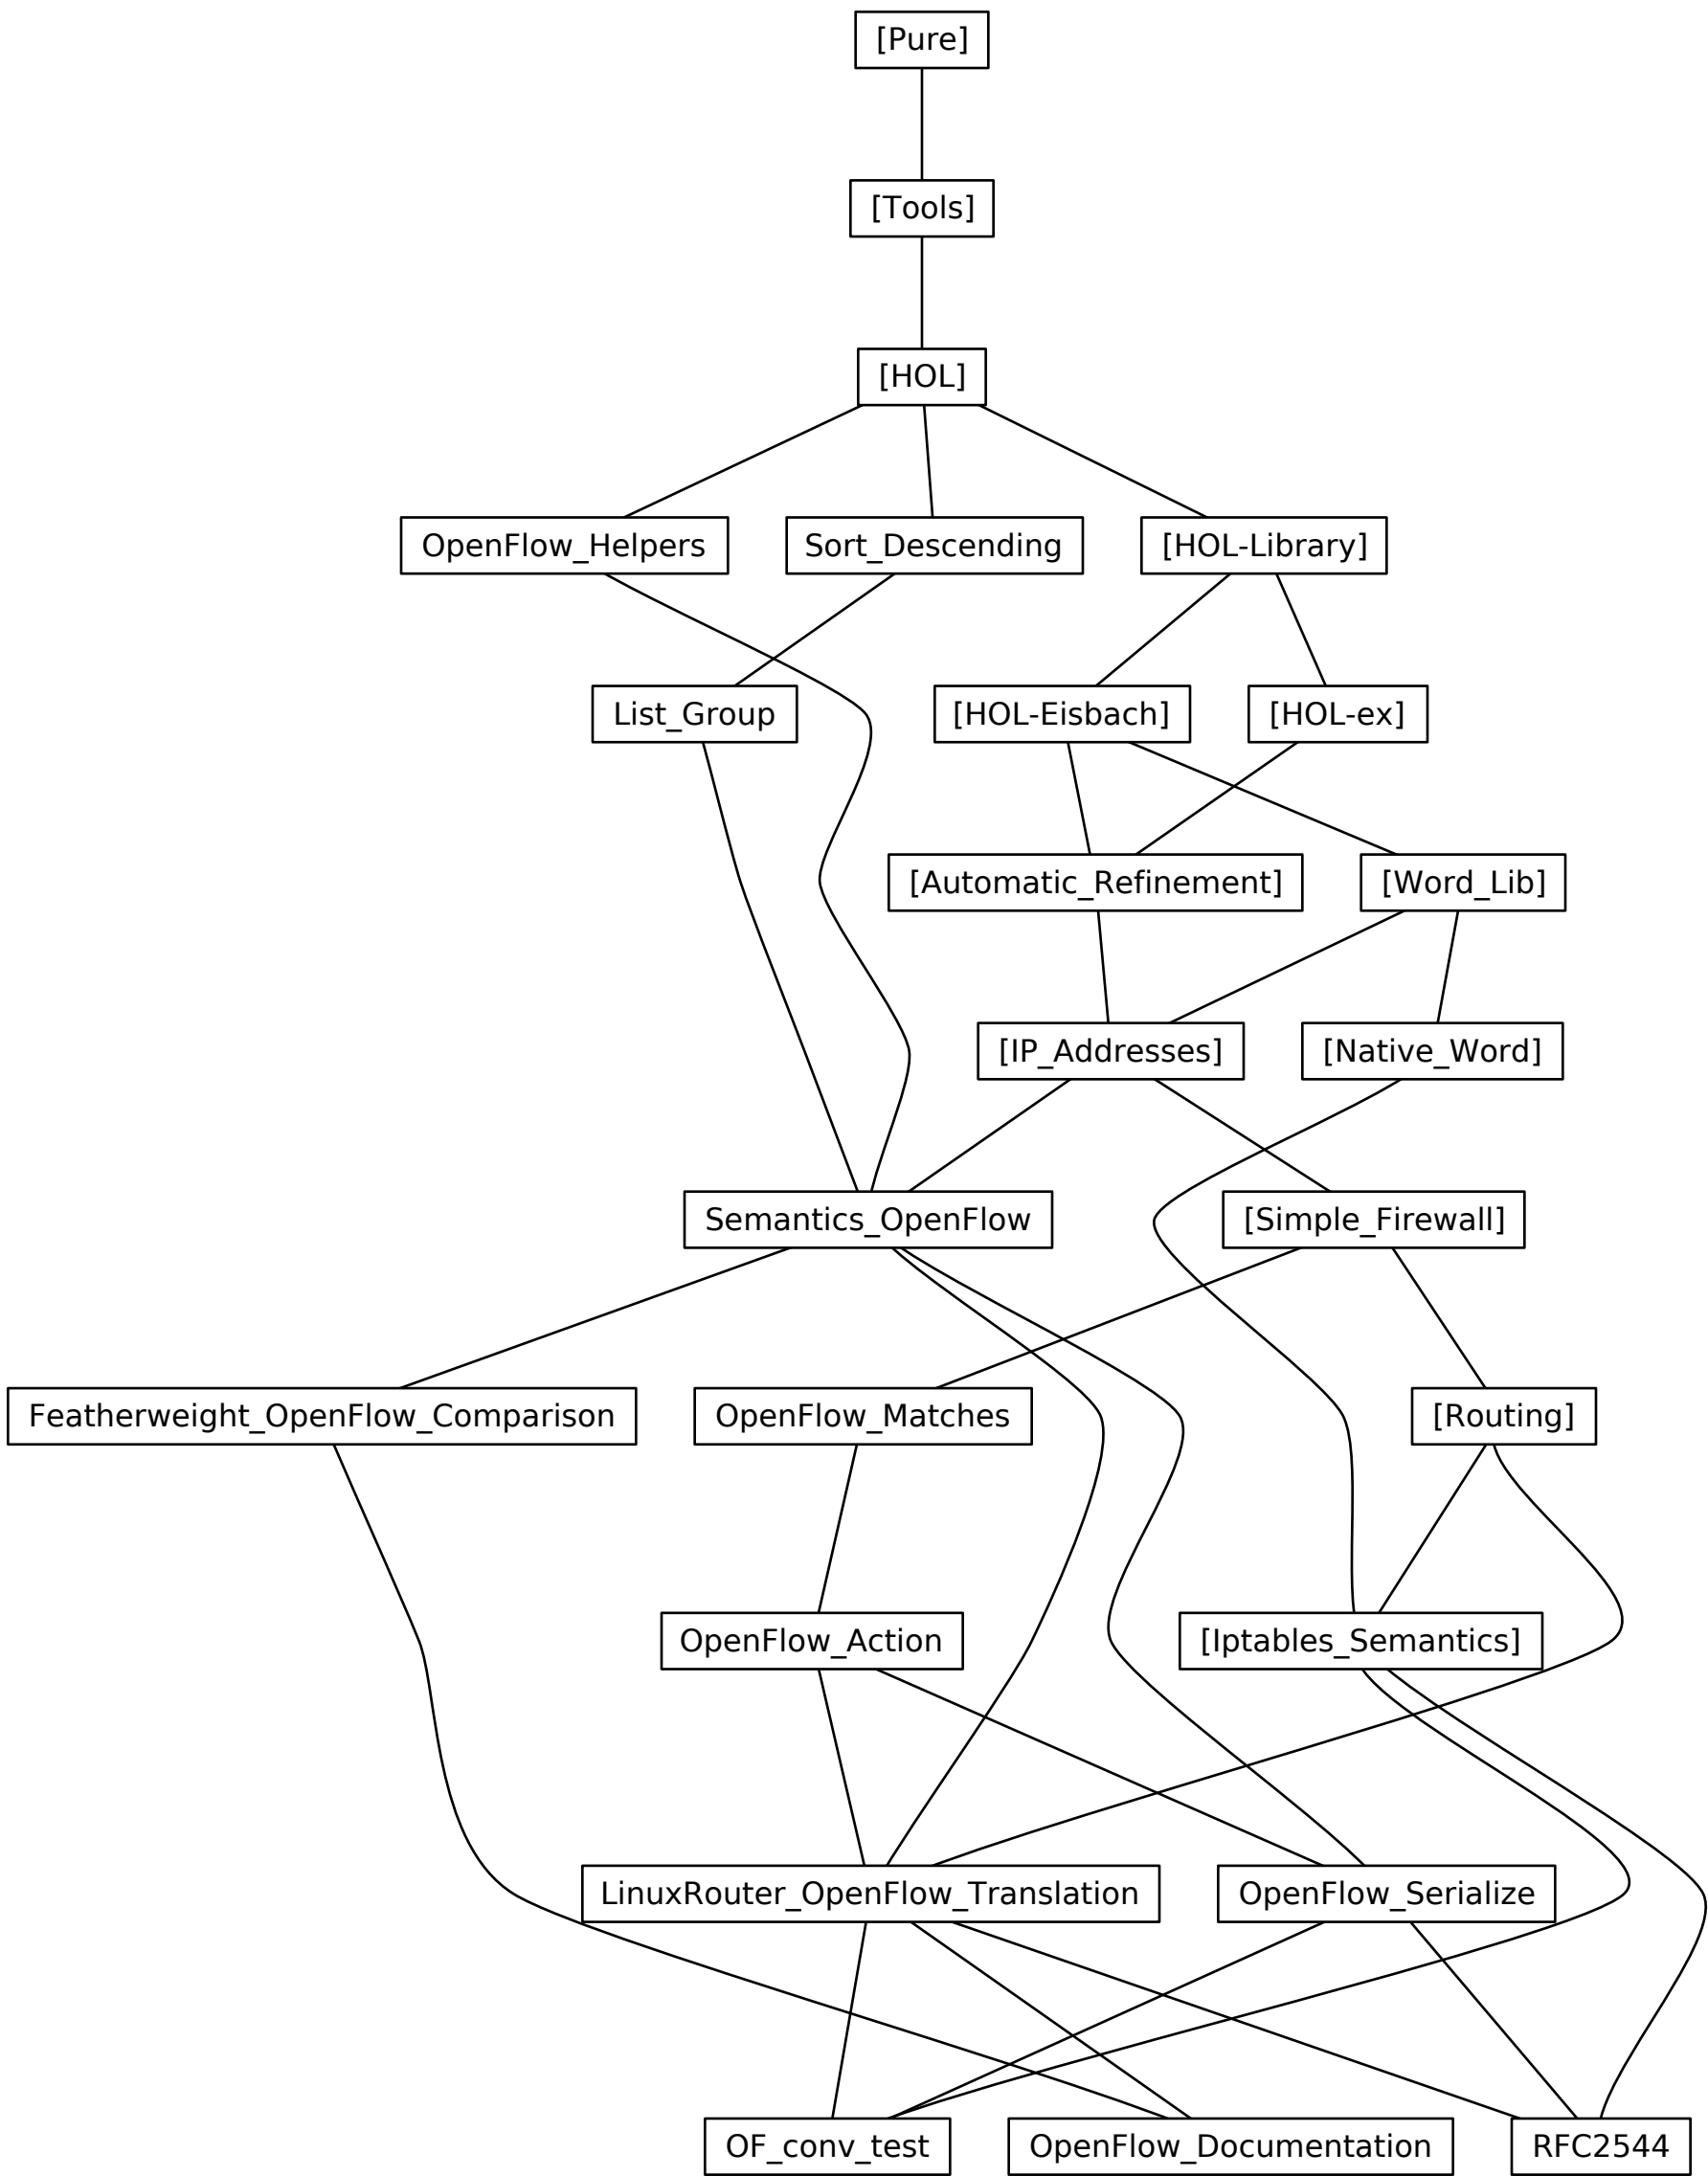 [Pure]
[Tools]
[HOL]
OpenFlow_Helpers
Sort_Descending
[HOL-Library]
List_Group
[HOL-Eisbach]
[HOL-ex]
[Automatic_Refinement]
[Word_Lib]
[IP_Addresses]
[Native_Word]
Semantics_OpenFlow
[Simple_Firewall]
Featherweight_OpenFlow_Comparison
OpenFlow_Matches
[Routing]
OpenFlow_Action
[Iptables_Semantics]
LinuxRouter_OpenFlow_Translation
OpenFlow_Serialize
OF_conv_test
OpenFlow_Documentation
RFC2544